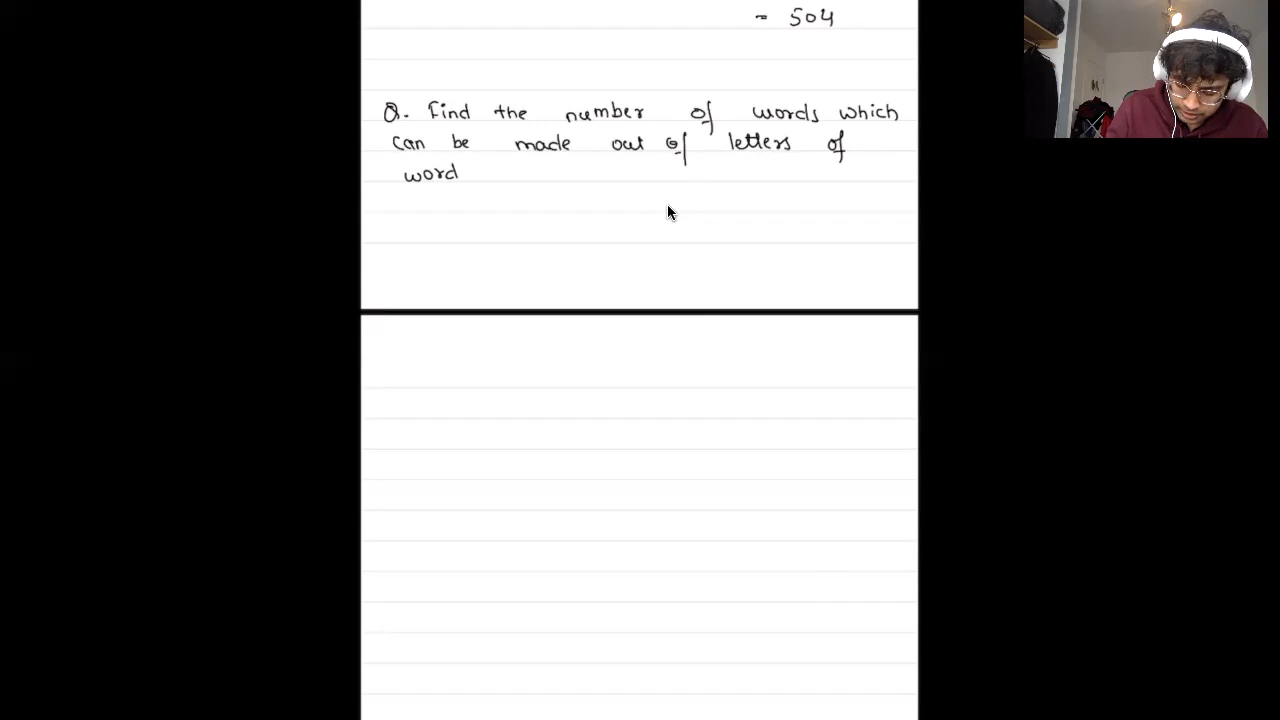 = 504
Q. Find the number of words which
can be made out of letters of
word